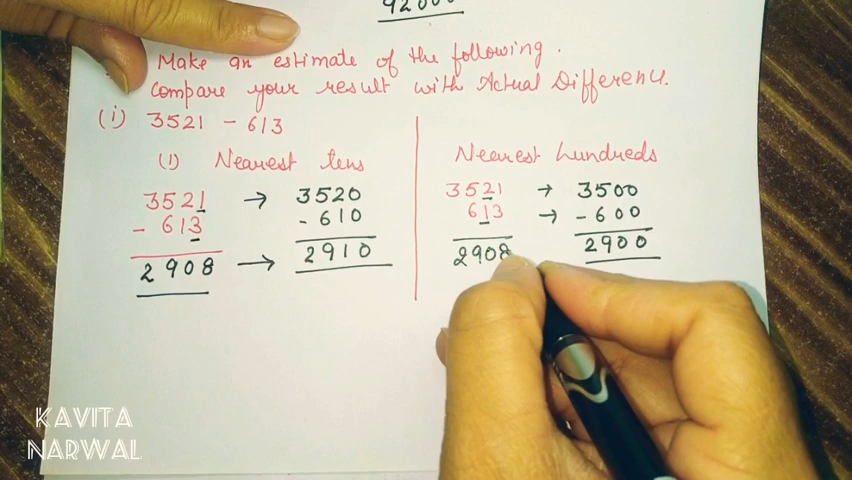 92000
Make an estimate of the following.
Compare your result with Actual Difference.
(i) 3521 - 613
(1) Nearest tens
3521 → 3520
- 613 - 610
2908 → 2910
Nearest hundreds
3521 → 3500
613 → - 600
2908 2900
KAVITA
NARWAL